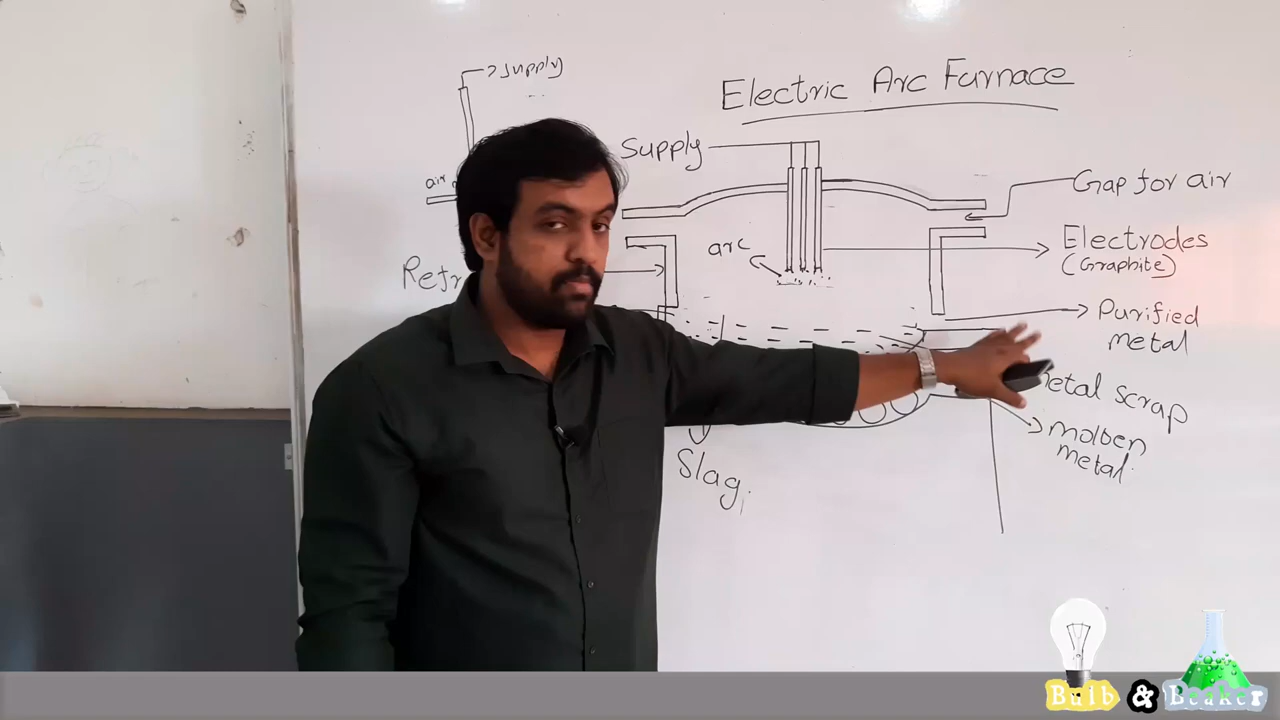 supply
Electric Arc Furnace
Supply
air
Gap for air
arc
Electrodes
(Graphite)
Refr
Purified
metal
etal scrap
molten
metal.
Slag
Bulb & Beaker